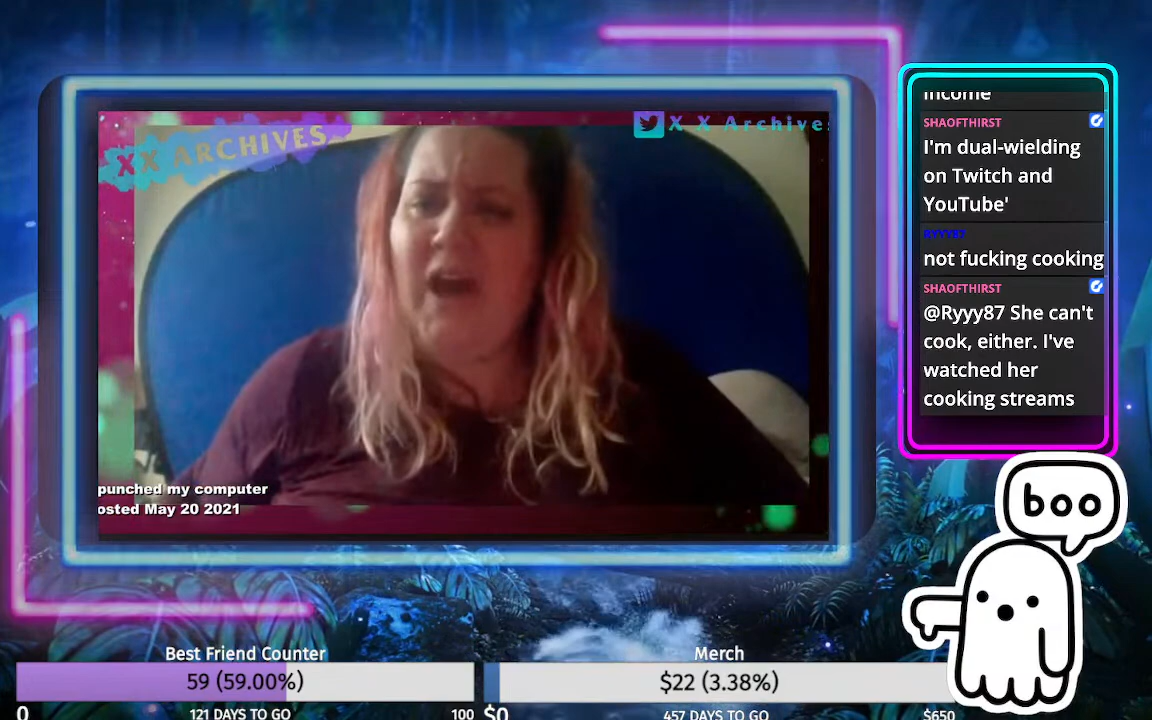 XX ARCHIVES
X X Archives
punched my computer
osted May 20 2021
income
SHAOFTHIRST
I'm dual-wielding
on Twitch and
YouTube'
RYYY87
not fucking cooking
SHAOFTHIRST
@Ryyy87 She can't
cook, either. I've
watched her
cooking streams
boo
Best Friend Counter
59 (59.00%)
0
121 DAYS TO GO
100
Merch
$22 (3.38%)
$0
457 DAYS TO GO
$650